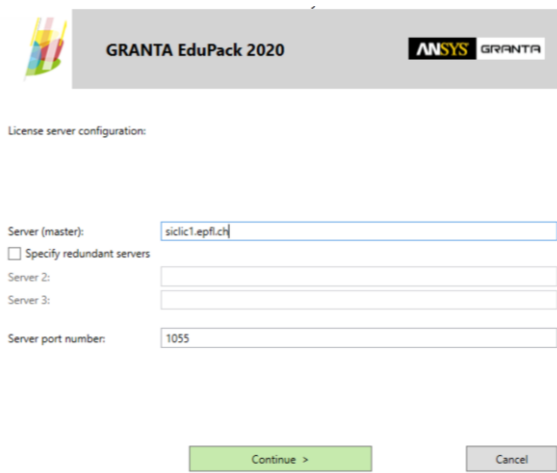 GRANTA EduPack 2020
ANSYS GRANTA
License server configuration:
Server (master): siclic1.epfl.ch
Specify redundant servers
Server 2:
Server 3:
Server port number: 1055
Continue > Cancel